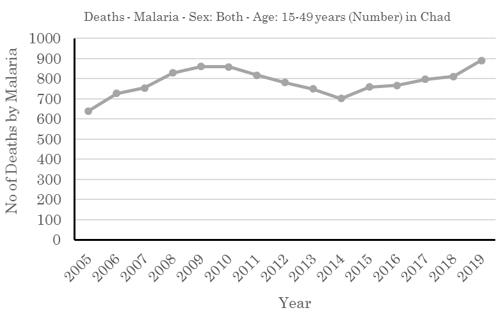 Deaths - Malaria - Sex: Both - Age: 15-49 years (Number) in Chad
1000
900
800
700
600
500
400
300
200
100
0
No of Deaths by Malaria
2005 2006 2007 2008 2009 2010 2011 2012 2013 2014 2015 2016 2017 2018 2019
Year